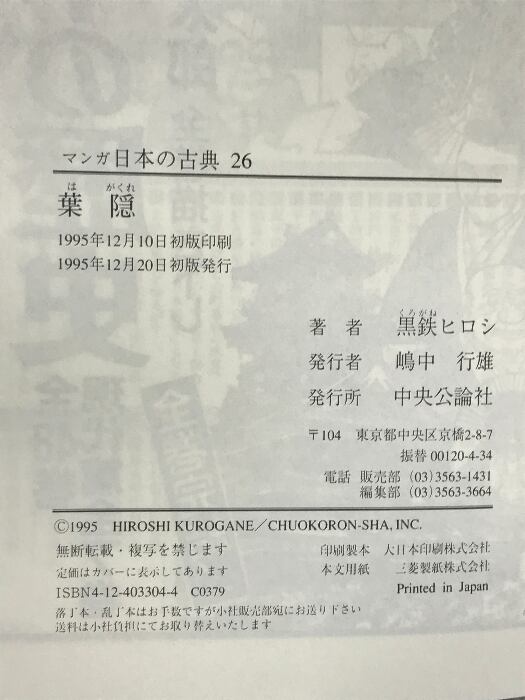 マンガ日本の古典 26
は がくれ
葉 隠
1995年12月10日初版印刷
1995年12月20日初版発行
くろがね
著 者 黒鉄ヒロシ
発行者 嶋中 行雄
発行所 中央公論社
〒104 東京都中央区京橋2-8-7
振替 00120-4-34
電話 販売部 (03)3563-1431
編集部 (03)3563-3664
©1995 HIROSHI KUROGANE/CHUOKORON-SHA, INC.
無断転載・複写を禁じます
定価はカバーに表示してあります
ISBN4-12-403304-4 C0379
印刷製本 大日本印刷株式会社
本文用紙 三菱製紙株式会社
Printed in Japan
落丁本・乱丁本はお手数ですが小社販売部宛にお送り下さい
送料は小社負担にてお取り替えいたします